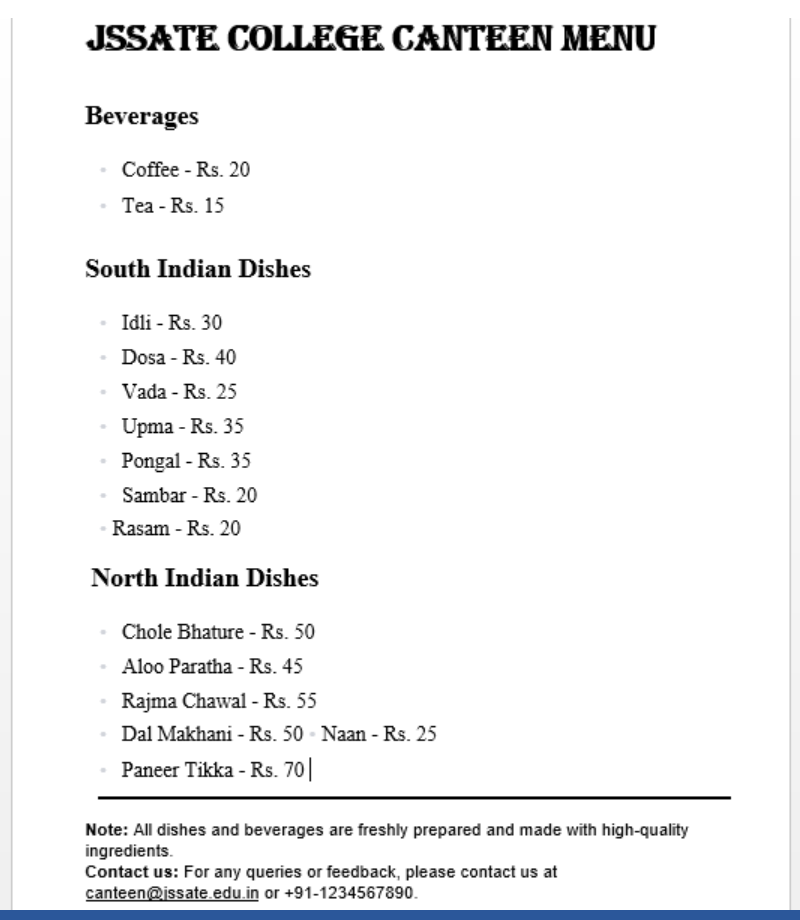 JSSATE COLLEGE CANTEEN MENU
Beverages
Coffee - Rs. 20
Tea - Rs. 15
South Indian Dishes
Idli - Rs. 30
Dosa - Rs. 40
Vada - Rs. 25
Upma - Rs. 35
Pongal - Rs. 35
Sambar - Rs. 20
Rasam - Rs. 20
North Indian Dishes
Chole Bhature - Rs. 50
Aloo Paratha - Rs. 45
Rajma Chawal - Rs. 55
Dal Makhani - Rs. 50 • Naan - Rs. 25
Paneer Tikka - Rs. 70
Note: All dishes and beverages are freshly prepared and made with high-quality
ingredients.
Contact us: For any queries or feedback, please contact us at
canteen@jssate.edu.in or +91-1234567890.